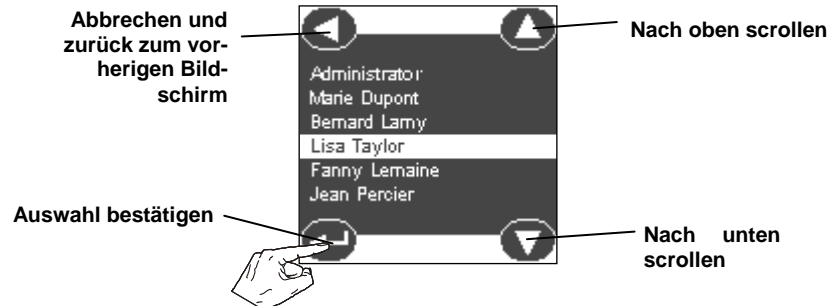 Abbrechen und
zurück zum vor-
herigen Bild-
schirm
Nach oben scrollen
Administrator
Marie Dupont
Bernard Lamy
Lisa Taylor
Fanny Lemaine
Jean Percier
Auswahl bestätigen
Nach unten
scrollen